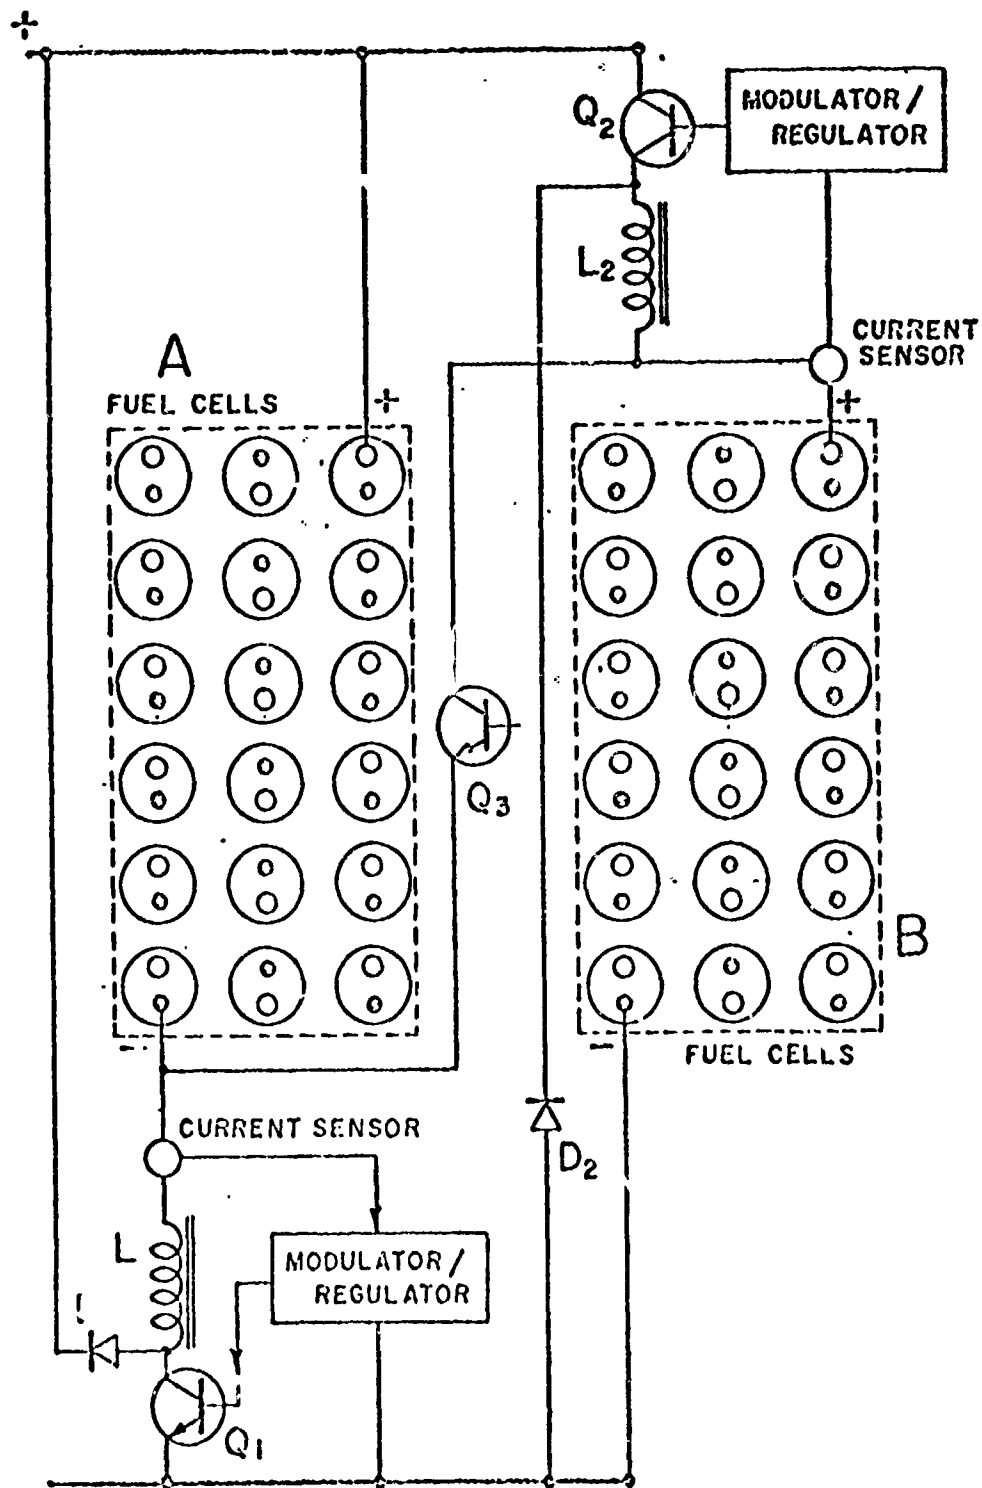 +
Q2
MODULATOR/
REGULATOR
L2
CURRENT
SENSOR
A
FUEL CELLS
+
+
Q3
B
-
-
FUEL CELLS
CURRENT SENSOR
D2
L
MODULATOR/
REGULATOR
Q1